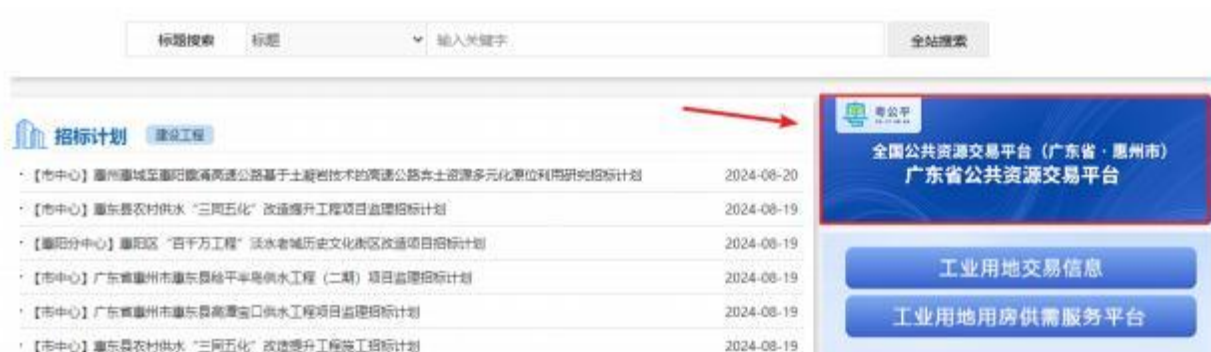 标题搜索 标题 输入关键字 全站搜索
招标计划 建设工程
·【市中心】惠州惠城至惠阳霞涌高速公路基于土凝岩技术的高速公路弃土资源多元化原位利用研究招标计划 2024-08-20
·【市中心】惠东县农村供水“三同五化”改造提升工程项目监理招标计划 2024-08-19
·【惠阳分中心】惠阳区“百千万工程”淡水老城历史文化街区改造项目招标计划 2024-08-19
·【市中心】广东省惠州市惠东县稔平半岛供水工程（二期）项目监理招标计划 2024-08-19
·【市中心】广东省惠州市惠东县高潭宝口供水工程项目监理招标计划 2024-08-19
·【市中心】惠东县农村供水“三同五化”改造提升工程施工招标计划 2024-08-19
粤公平
全国公共资源交易平台（广东省·惠州市）
广东省公共资源交易平台
工业用地交易信息
工业用地用房供需服务平台